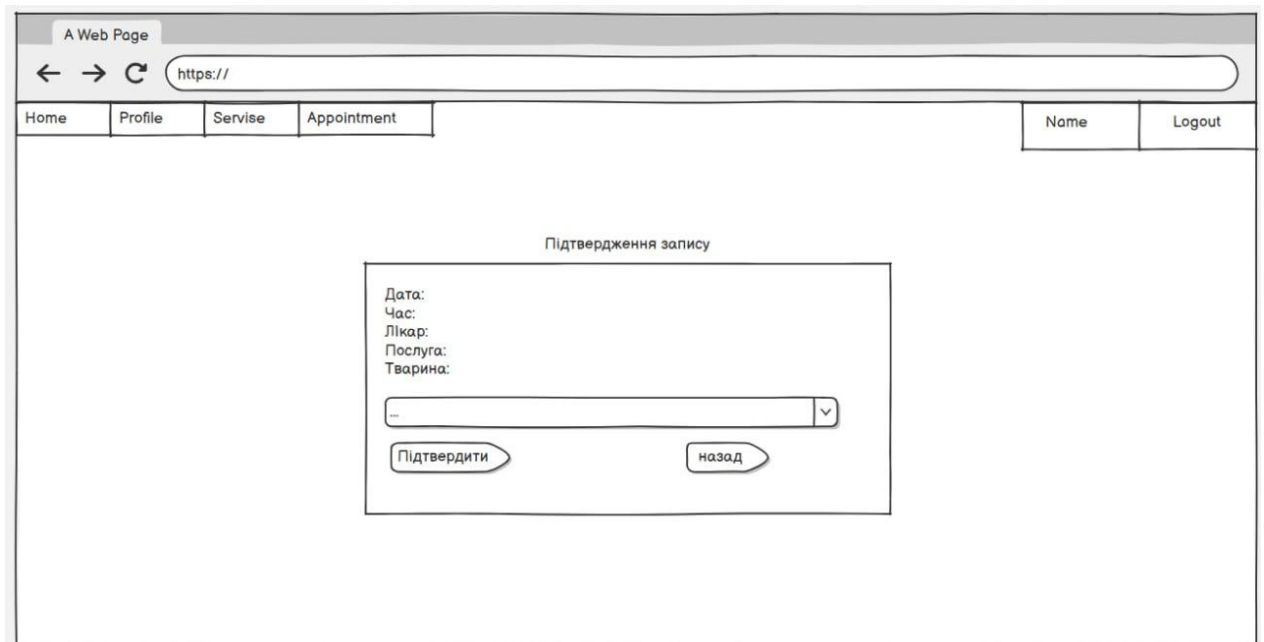 A Web Page
https://
Home Profile Servise Appointment Name Logout
Підтвердження запису
Дата:
Час:
Лікар:
Послуга:
Тварина:
...
Підтвердити назад